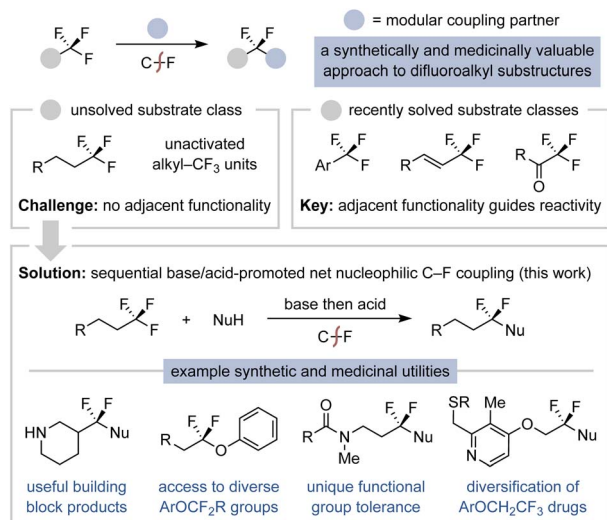 = modular coupling partner
F
F
F
C F
F
F
a synthetically and medicinally valuable
approach to difluoroalkyl substructures
unsolved substrate class
R
F
F
F
unactivated
alkyl–CF3 units
Challenge: no adjacent functionality
recently solved substrate classes
Ar
F
F
F
R
F
F
F
R
O
F
F
F
Key: adjacent functionality guides reactivity
Solution: sequential base/acid-promoted net nucleophilic C–F coupling (this work)
R
F
F
F
+
NuH
base then acid
C F
R
F
F
Nu
example synthetic and medicinal utilities
HN
F
F
Nu
R
F
F
O
R
O
N
Me
F
F
Nu
SR
Me
N
O
F
F
Nu
useful building
block products
access to diverse
ArOCF2R groups
unique functional
group tolerance
diversification of
ArOCH2CF3 drugs